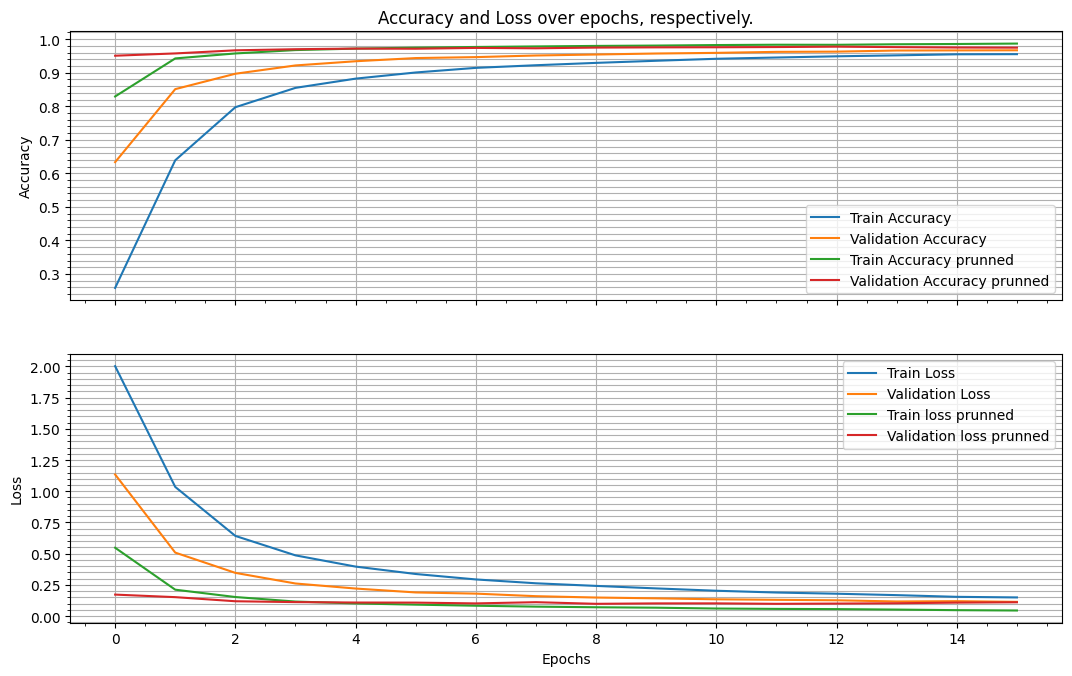 Accuracy and Loss over epochs, respectively.
1.0
0.9
0.8
0.7
0.6
0.5
0.4
0.3
Accuracy
Train Accuracy
Validation Accuracy
Train Accuracy prunned
Validation Accuracy prunned
2.00
1.75
1.50
1.25
1.00
0.75
0.50
0.25
0.00
Loss
Train Loss
Validation Loss
Train loss prunned
Validation loss prunned
0 2 4 6 8 10 12 14
Epochs